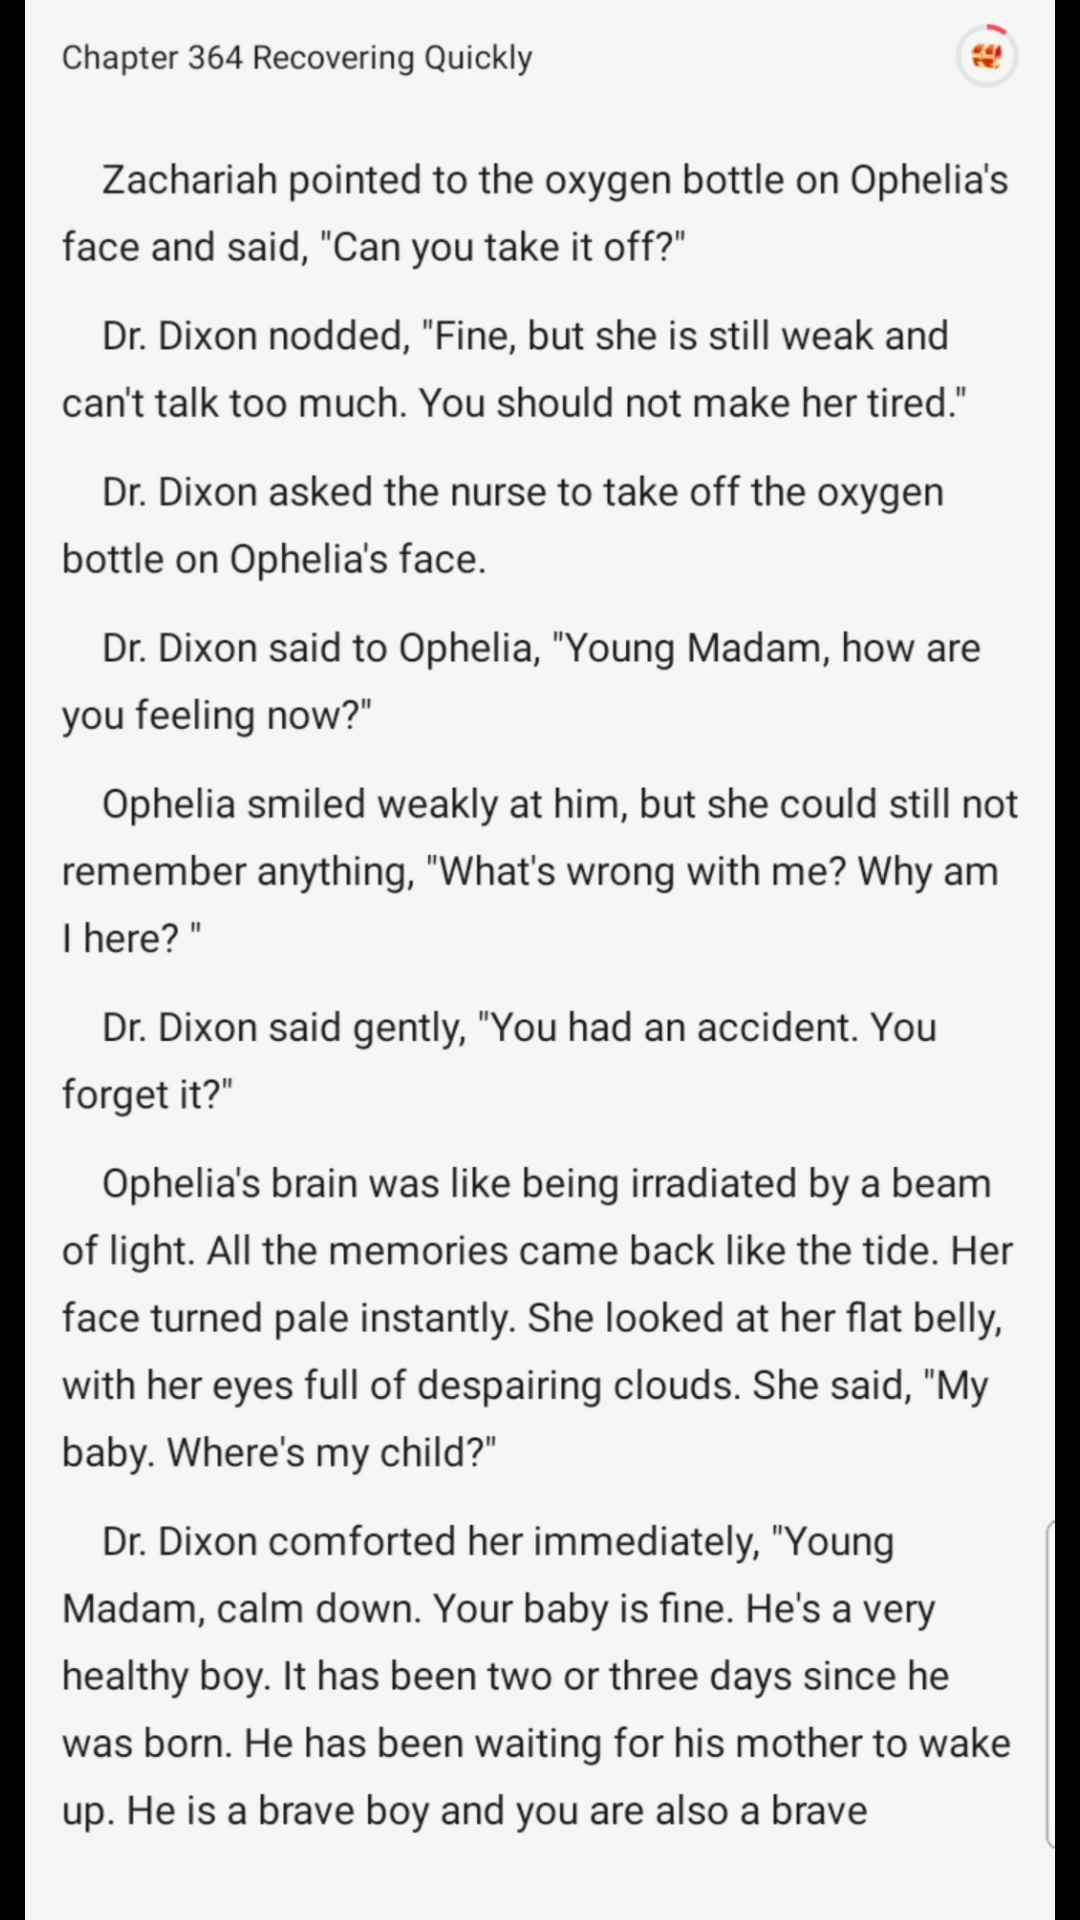 Chapter 364 Recovering Quickly
Zachariah pointed to the oxygen bottle on Ophelia's
face and said, "Can you take it off?"
Dr. Dixon nodded, "Fine, but she is still weak and
can't talk too much. You should not make her tired."
Dr. Dixon asked the nurse to take off the oxygen
bottle on Ophelia's face.
Dr. Dixon said to Ophelia, "Young Madam, how are
you feeling now?"
Ophelia smiled weakly at him, but she could still not
remember anything, "What's wrong with me? Why am
I here? "
Dr. Dixon said gently, "You had an accident. You
forget it?"
Ophelia's brain was like being irradiated by a beam
of light. All the memories came back like the tide. Her
face turned pale instantly. She looked at her flat belly,
with her eyes full of despairing clouds. She said, "My
baby. Where's my child?"
Dr. Dixon comforted her immediately, "Young
Madam, calm down. Your baby is fine. He's a very
healthy boy. It has been two or three days since he
was born. He has been waiting for his mother to wake
up. He is a brave boy and you are also a brave